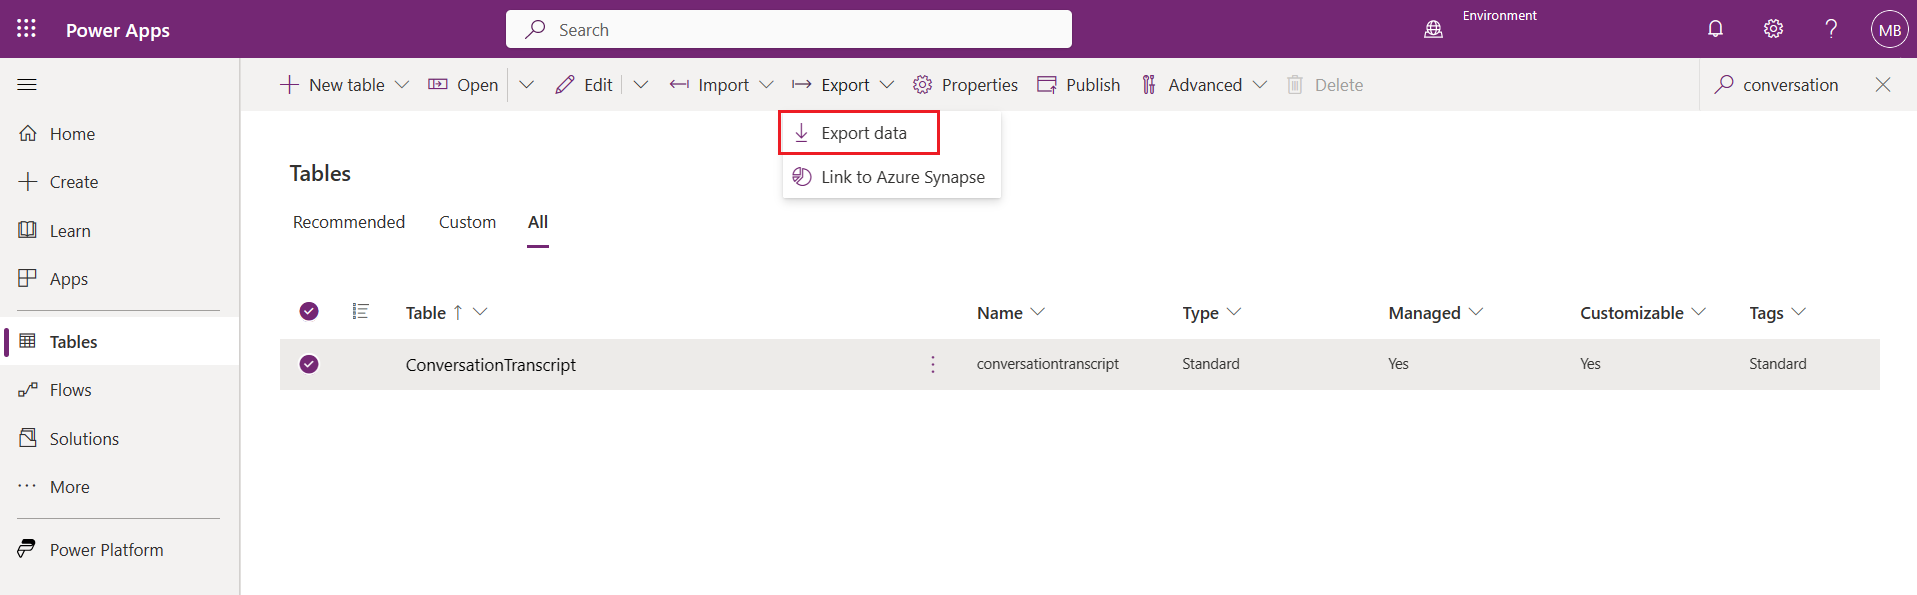 Power Apps
Search
Environment
MB
New table Open Edit Import Export Properties Publish Advanced Delete conversation
Export data
Link to Azure Synapse
Home
Create
Learn
Apps
Tables
Flows
Solutions
More
Power Platform
Tables
Recommended Custom All
Table Name Type Managed Customizable Tags
ConversationTranscript conversationtranscript Standard Yes Yes Standard